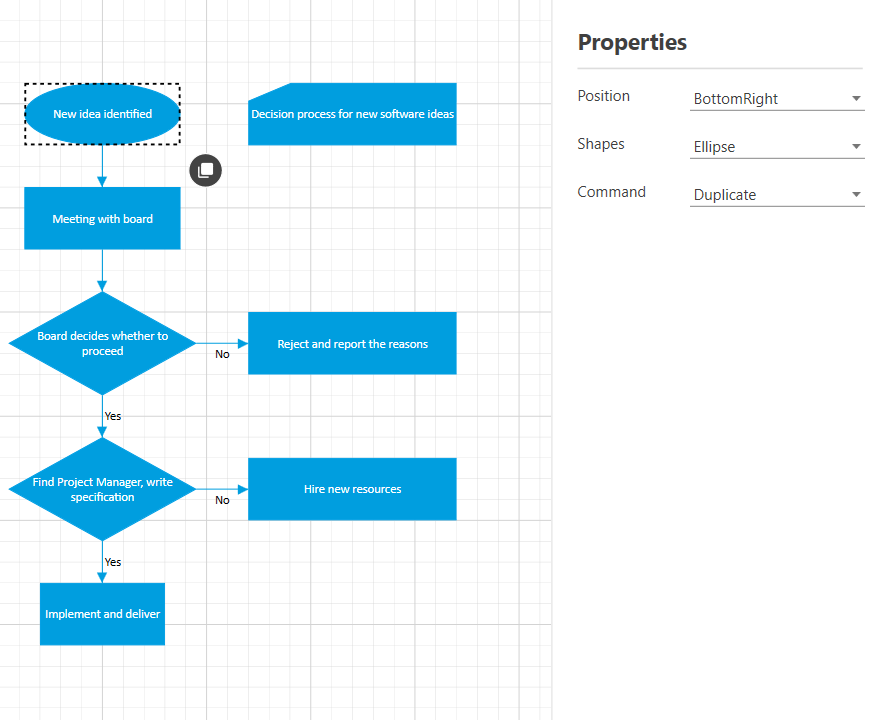 New idea identified
Decision process for new software ideas
Meeting with board
Board decides whether to
proceed
No
Reject and report the reasons
Yes
Find Project Manager, write
specification
No
Hire new resources
Yes
Implement and deliver
Properties
Position
BottomRight
Shapes
Ellipse
Command
Duplicate